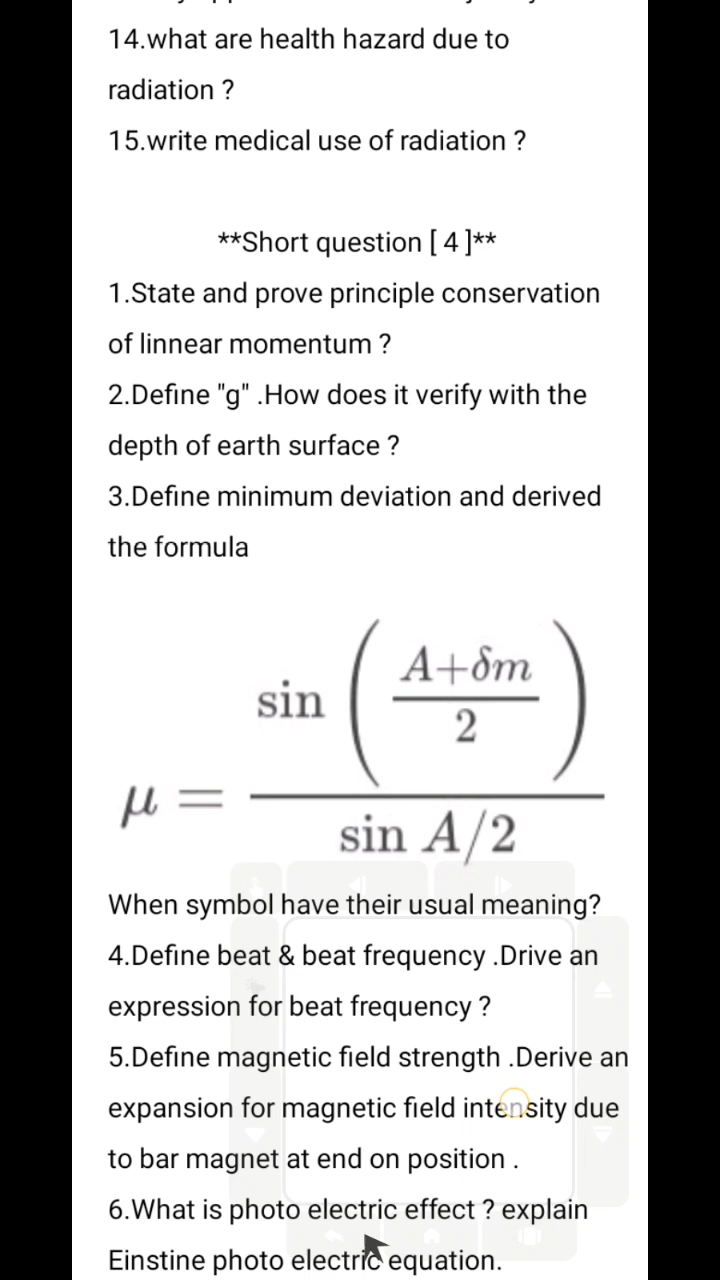 14.what are health hazard due to
radiation ?
15.write medical use of radiation ?
**Short question [ 4 ]**
1.State and prove principle conservation
of linnear momentum ?
2.Define "g" .How does it verify with the
depth of earth surface ?
3.Define minimum deviation and derived
the formula
μ = sin ( A+δm / 2 ) / sin A/2
When symbol have their usual meaning?
4.Define beat & beat frequency .Drive an
expression for beat frequency ?
5.Define magnetic field strength .Derive an
expansion for magnetic field intensity due
to bar magnet at end on position .
6.What is photo electric effect ? explain
Einstine photo electric equation.